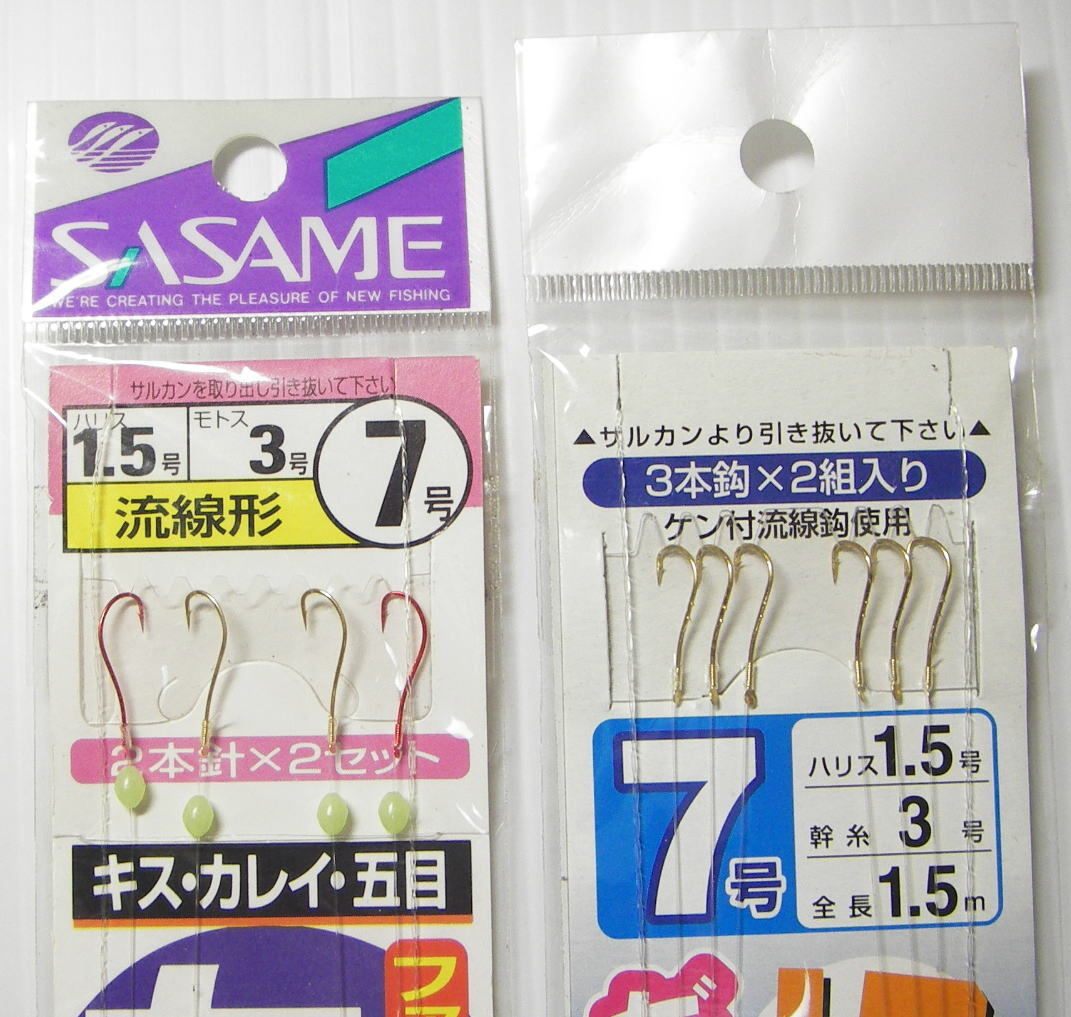 SASAME
WE'RE CREATING THE PLEASURE OF NEW FISHING
サルカンを取り出し引き抜いて下さい
ハリス 1.5号
モトス 3号
7号
流線形
2本針×2セット
キス・カレイ・五目
▲サルカンより引き抜いて下さい▲
3本鈎×2組入り
ケン付流線鈎使用
7号
ハリス1.5号
幹糸 3 号
全長1.5m